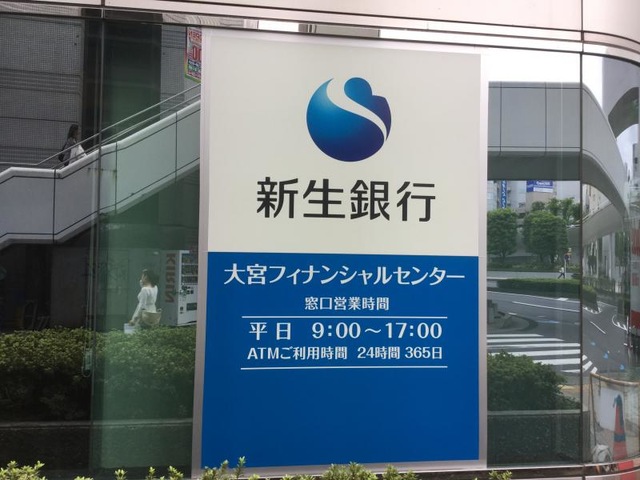 新生銀行
大宮フィナンシャルセンター
窓口営業時間
平日 9:00～17:00
ATMご利用時間 24時間 365日